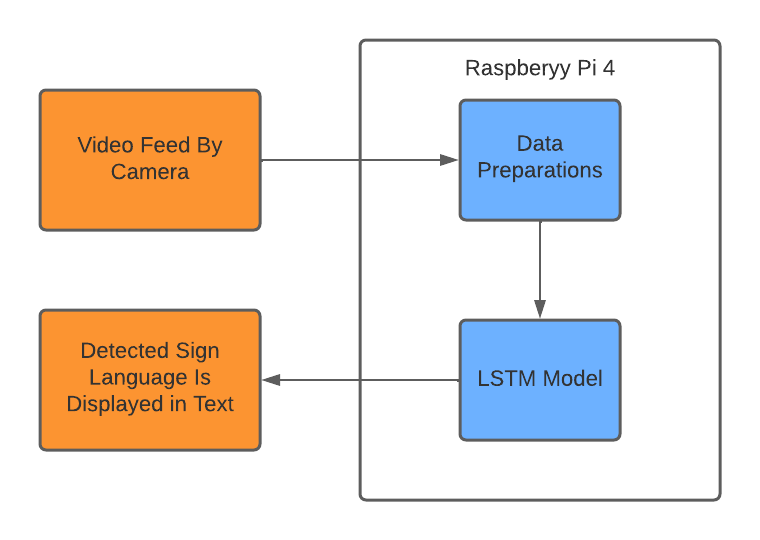 Raspberyy Pi 4
Video Feed By
Camera
Data
Preparations
LSTM Model
Detected Sign
Language Is
Displayed in Text